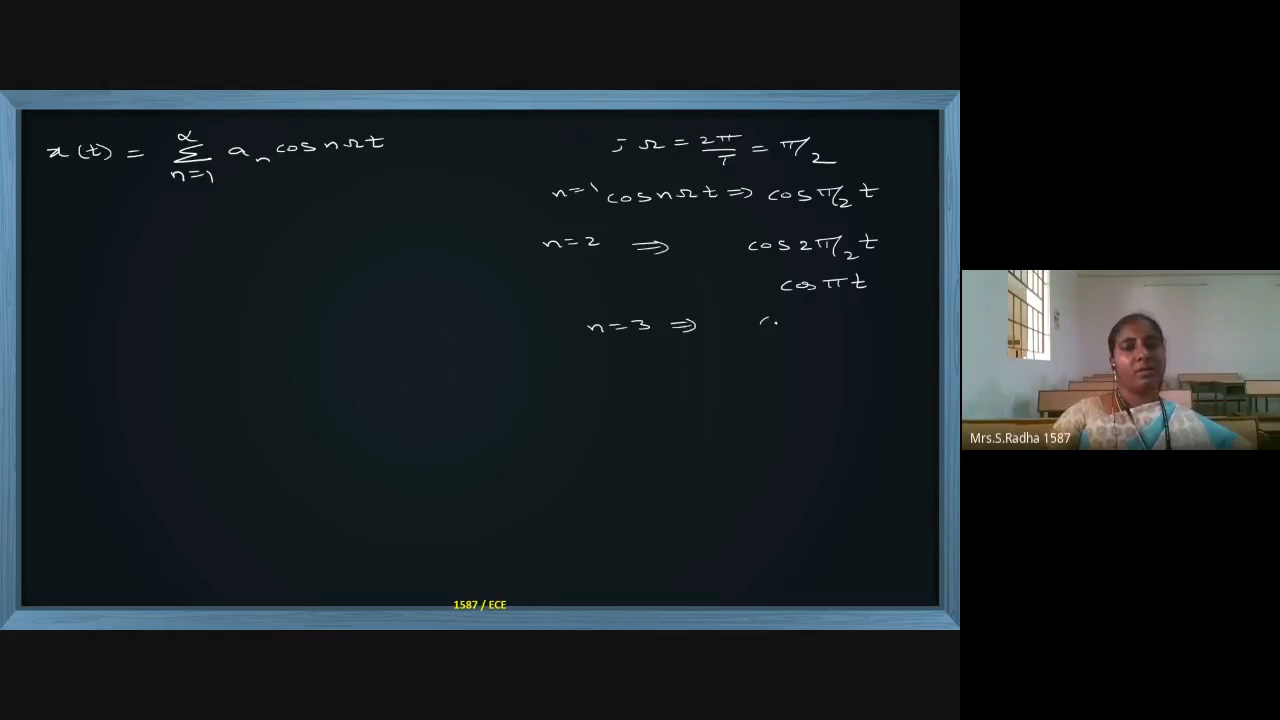 x(t) = ∑_{n=1}^{∝} a_n cos nΩt
; Ω = 2π/T = π/2
n=1 cos nΩt ⇒ cos π/2 t
n=2 ⇒ cos 2π/2 t
cos πt
n=3 ⇒
Mrs.S.Radha 1587
1587 / ECE